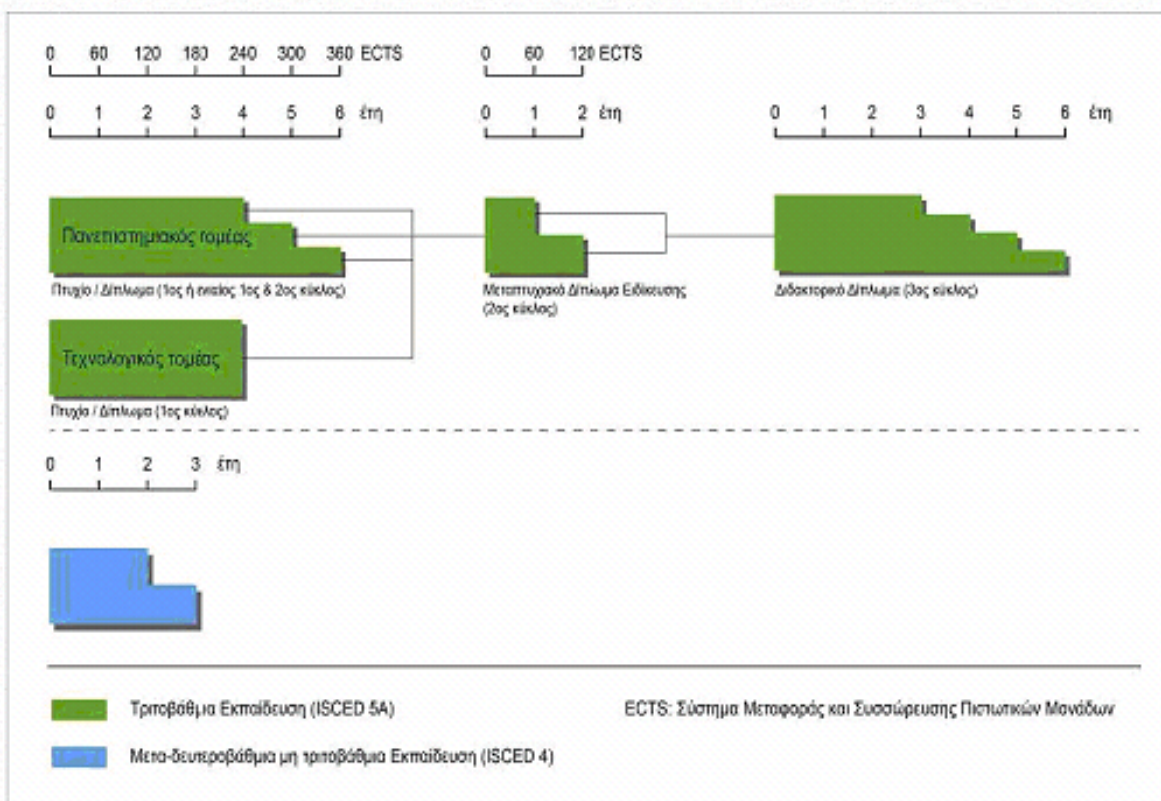 0 60 120 180 240 300 360 ECTS
0 60 120 ECTS
0 1 2 3 4 5 6 έτη
0 1 2 έτη
0 1 2 3 4 5 6 έτη
Πανεπιστημιακός τομέας
Πτυχίο / Δίπλωμα (1ος ή ενιαίος 1ος & 2ος κύκλος)
Μεταπτυχιακό Δίπλωμα Ειδίκευσης
(2ος κύκλος)
Διδακτορικό Δίπλωμα (3ος κύκλος)
Τεχνολογικός τομέας
Πτυχίο / Δίπλωμα (1ος κύκλος)
0 1 2 3 έτη
Τριτοβάθμια Εκπαίδευση (ISCED 5A)
ECTS: Σύστημα Μεταφοράς και Συσσώρευσης Πιστωτικών Μονάδων
Μετα-δευτεροβάθμια μη τριτοβάθμια Εκπαίδευση (ISCED 4)